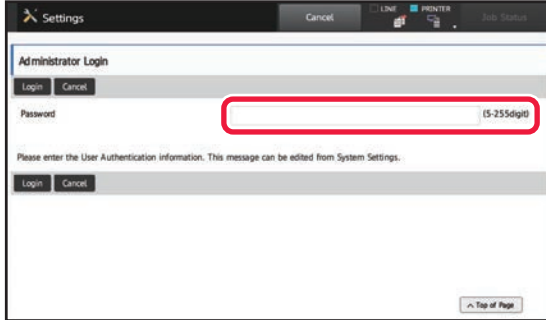 Settings Cancel LINE PRINTER Job Status
Administrator Login
Login Cancel
Password (5-255digit)
Please enter the User Authentication information. This message can be edited from System Settings.
Login Cancel
Top of Page